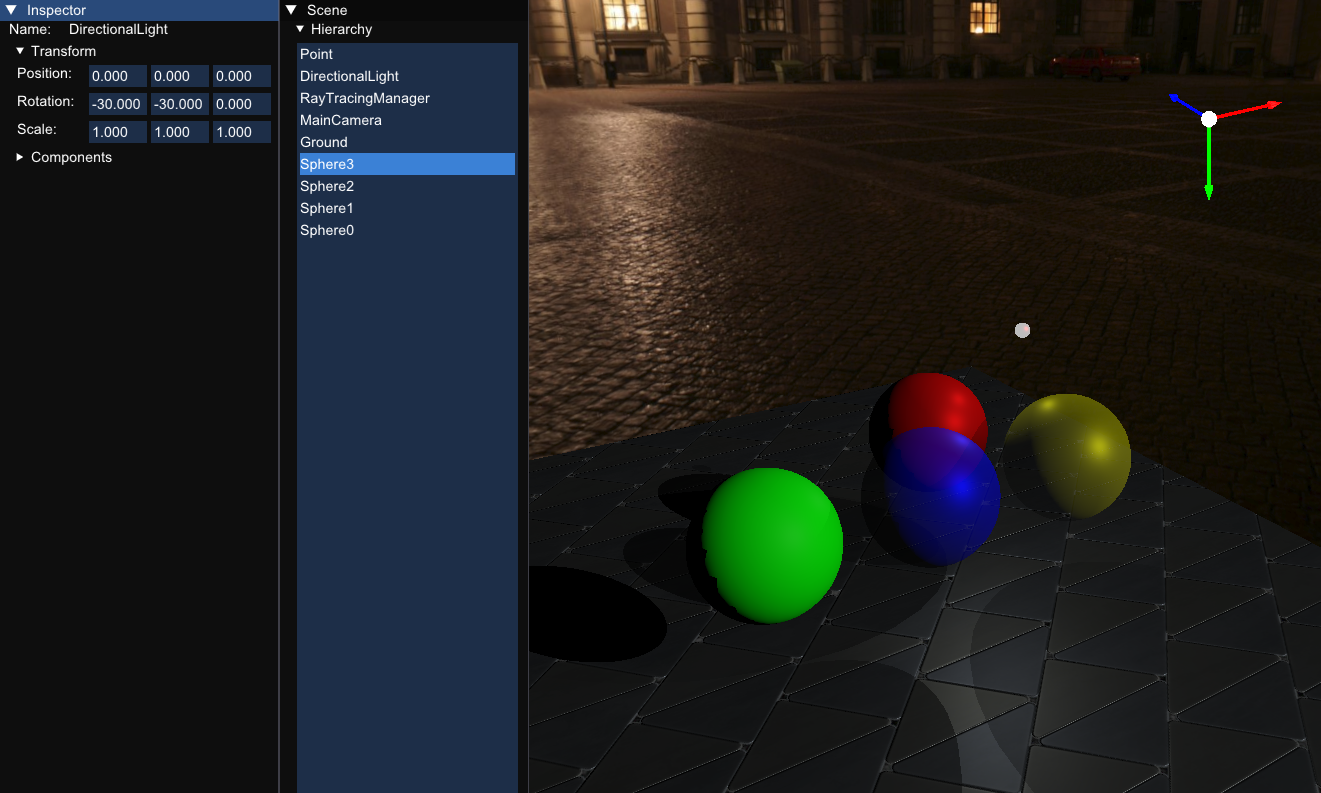 Inspector
Name: DirectionalLight
Transform
Position: 0.000 0.000 0.000
Rotation: -30.000 -30.000 0.000
Scale: 1.000 1.000 1.000
Components
Scene
Hierarchy
Point
DirectionalLight
RayTracingManager
MainCamera
Ground
Sphere3
Sphere2
Sphere1
Sphere0